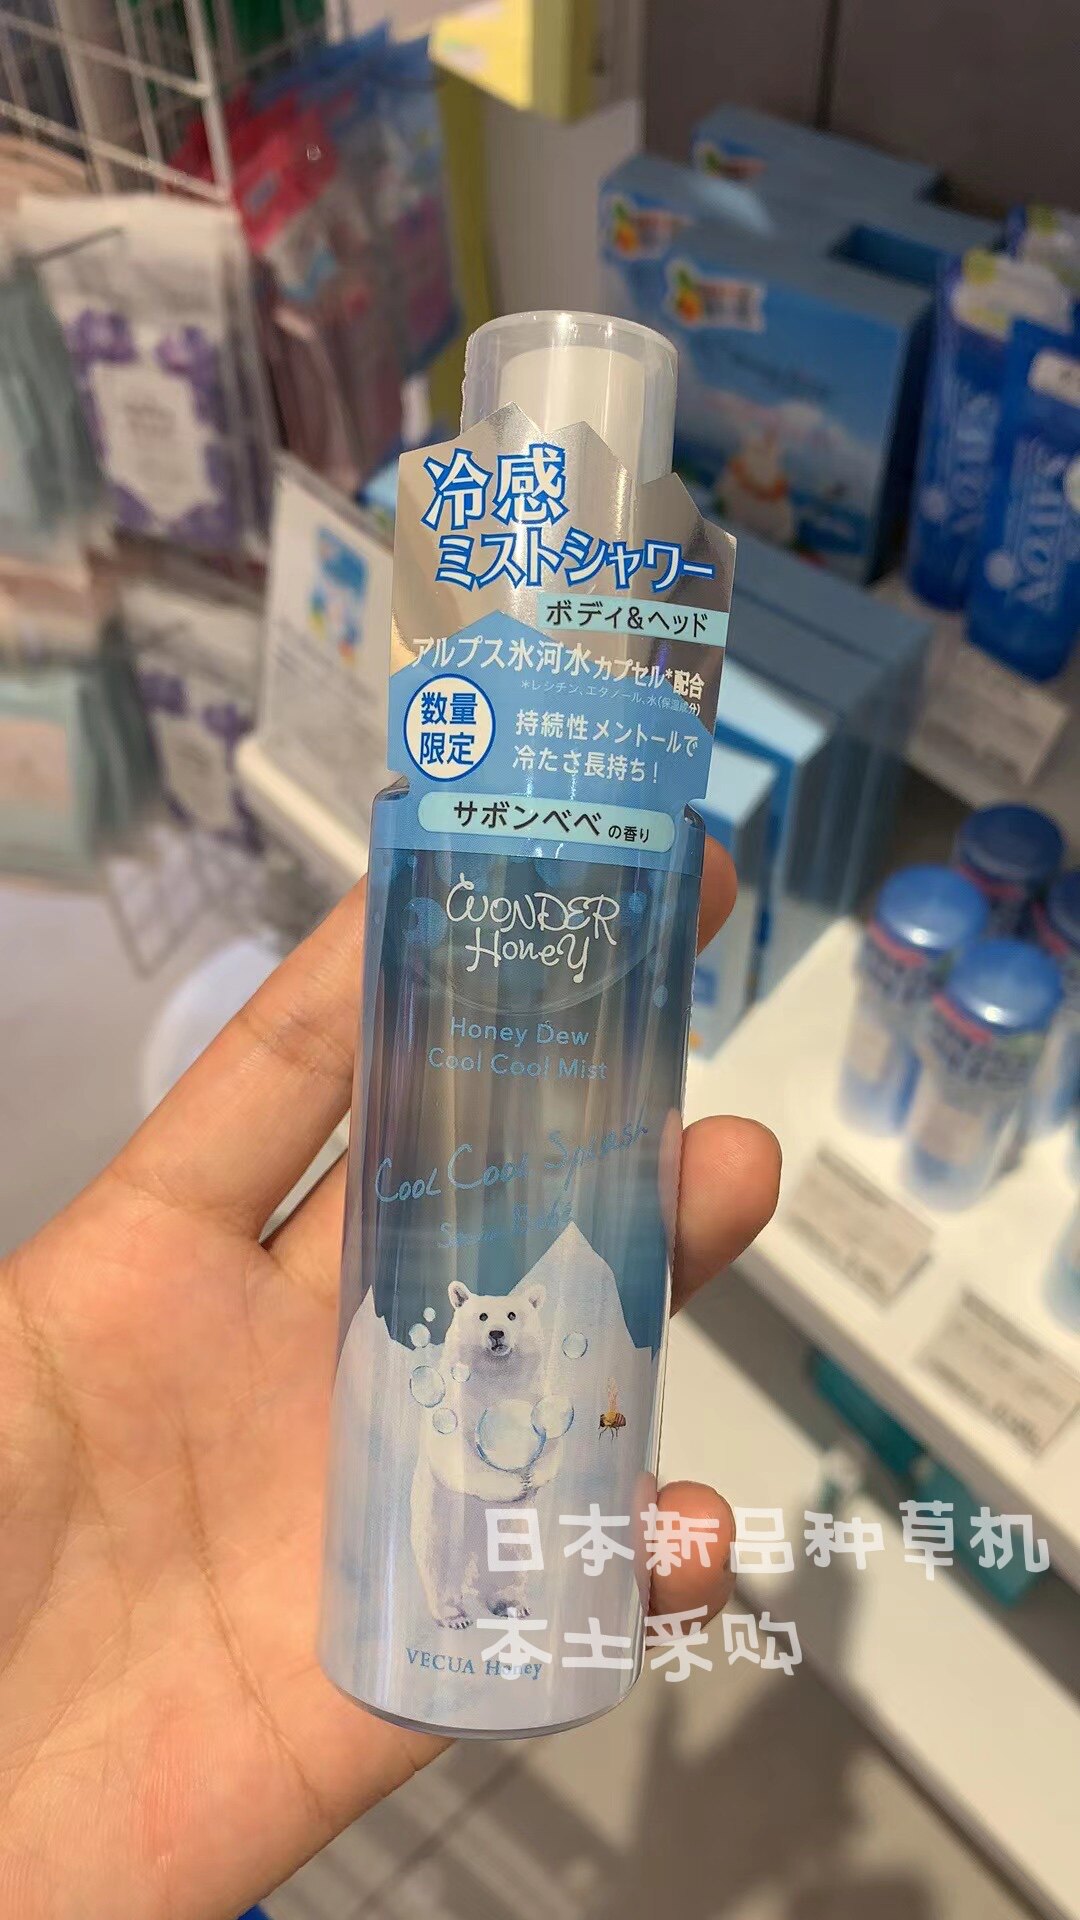 冷感
ミストシャワー
ボディ&ヘッド
アルプス氷河水カプセル*配合
*レシチン、エタノール、水(保湿成分)
数量
限定
持続性メントールで
冷たさ長持ち!
サボンベベの香り
WONDER
HoneY
Honey Dew
Cool Cool Mist
Cool Cool Splash
VECUA Honey
日本新品种草机
本土采购